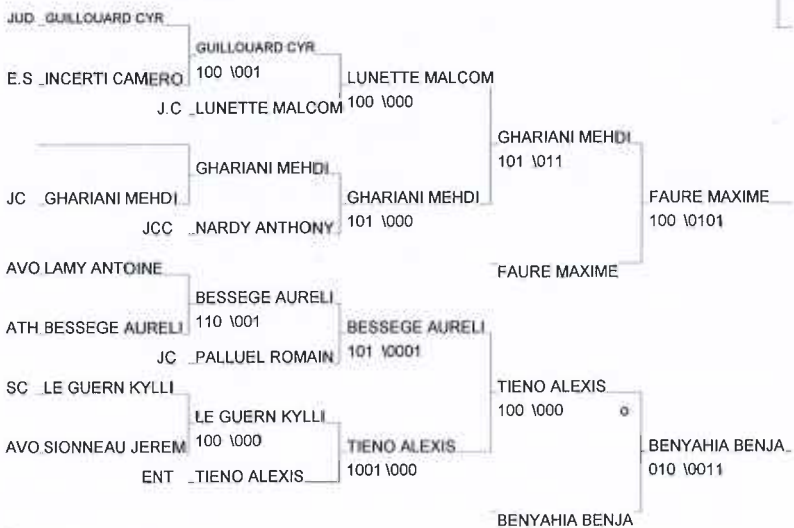 JUD GUILLOUARD CYR
GUILLOUARD CYR
100 \001
E.S INCERTI CAMERO
LUNETTE MALCOM
100 \000
J.C LUNETTE MALCOM
GHARIANI MEHDI
101 \011
GHARIANI MEHDI
JC GHARIANI MEHDI
GHARIANI MEHDI
101 \000
FAURE MAXIME
100 \0101
JCC NARDY ANTHONY
AVO LAMY ANTOINE
FAURE MAXIME
BESSEGE AURELI
110 \001
ATH BESSEGE AURELI
BESSEGE AURELI
101 \0001
JC PALLUEL ROMAIN
SC LE GUERN KYLLI
TIENO ALEXIS
100 \000 o
LE GUERN KYLLI
100 \000
AVO SIONNEAU JEREM
TIENO ALEXIS
1001 \000
BENYAHIA BENJA
010 \0011
ENT TIENO ALEXIS
BENYAHIA BENJA